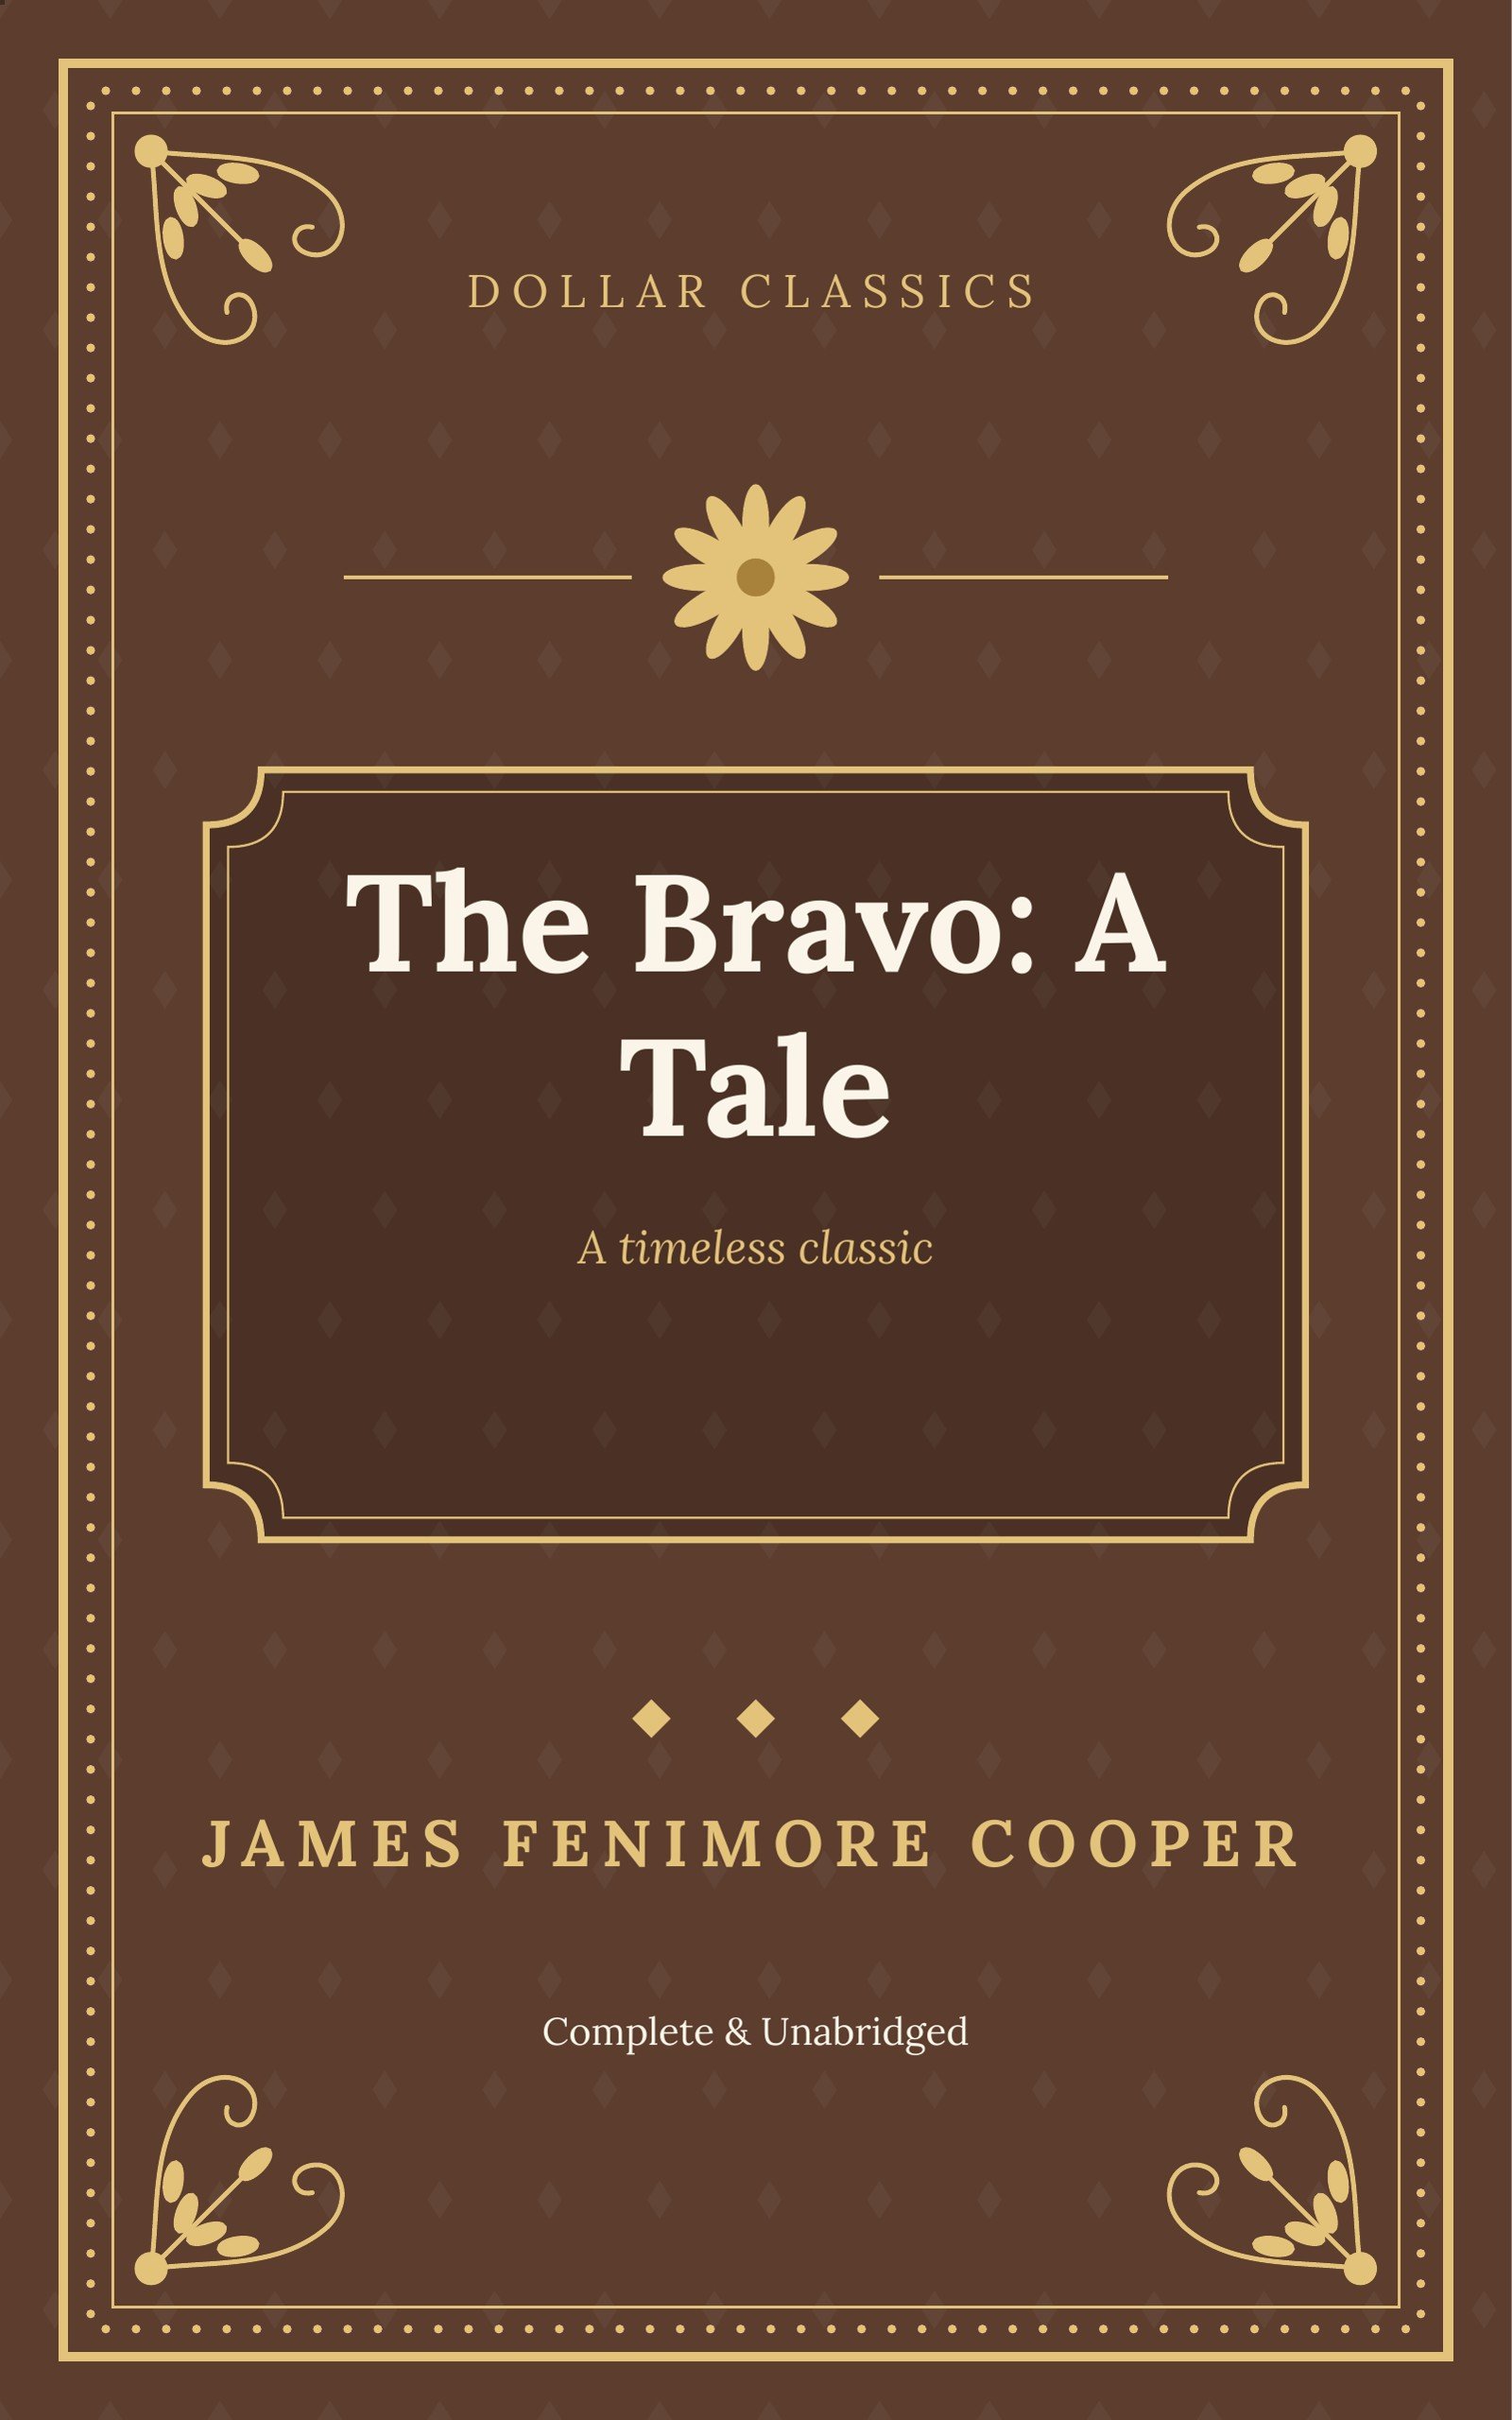 DOLLAR CLASSICS
The Bravo: A
Tale
A timeless classic
JAMES FENIMORE COOPER
Complete & Unabridged